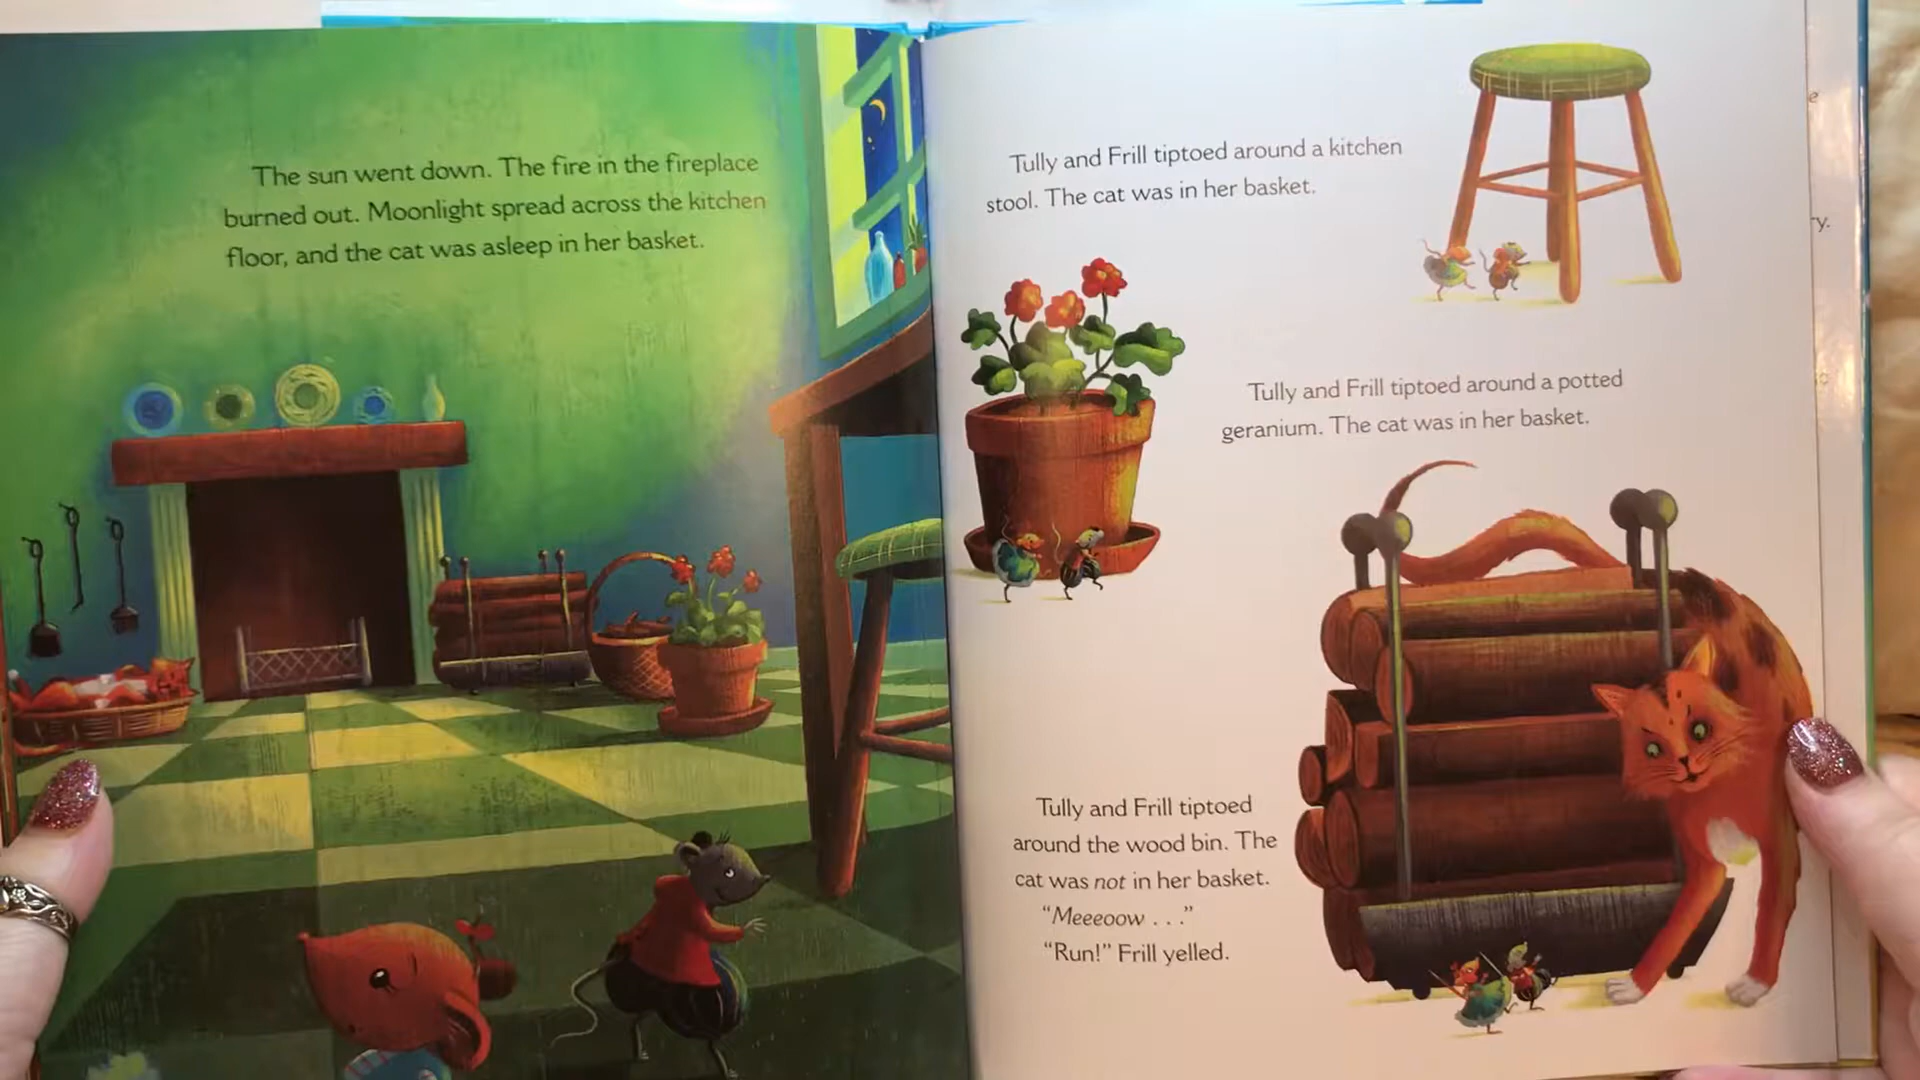 The sun went down. The fire in the fireplace
burned out. Moonlight spread across the kitchen
floor, and the cat was asleep in her basket.
Tully and Frill tiptoed around a kitchen
stool. The cat was in her basket.
Tully and Frill tiptoed around a potted
geranium. The cat was in her basket.
Tully and Frill tiptoed
around the wood bin. The
cat was not in her basket.
“Meeeoow . . .”
“Run!” Frill yelled.